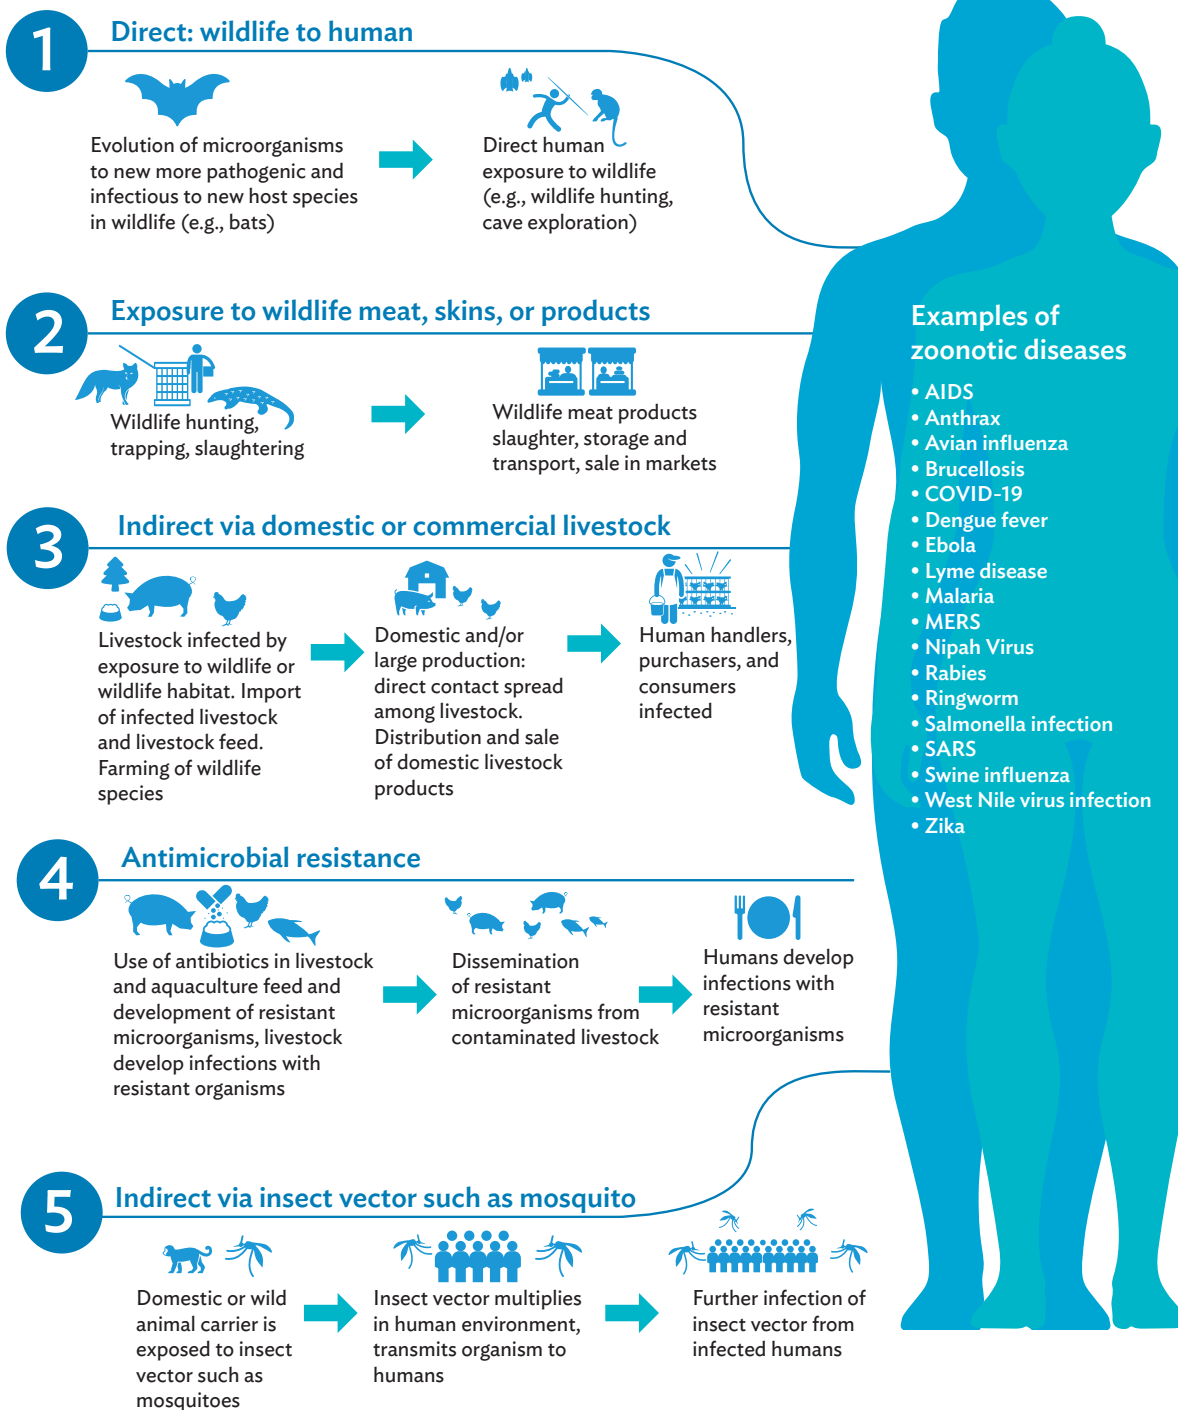 1
Direct: wildlife to human
Evolution of microorganisms
to new more pathogenic and
infectious to new host species
in wildlife (e.g., bats)
Direct human
exposure to wildlife
(e.g., wildlife hunting,
cave exploration)
2
Exposure to wildlife meat, skins, or products
Wildlife hunting,
trapping, slaughtering
Wildlife meat products
slaughter, storage and
transport, sale in markets
3
Indirect via domestic or commercial livestock
Livestock infected by
exposure to wildlife or
wildlife habitat. Import
of infected livestock
and livestock feed.
Farming of wildlife
species
Domestic and/or
large production:
direct contact spread
among livestock.
Distribution and sale
of domestic livestock
products
Human handlers,
purchasers, and
consumers
infected
4
Antimicrobial resistance
Use of antibiotics in livestock
and aquaculture feed and
development of resistant
microorganisms, livestock
develop infections with
resistant organisms
Dissemination
of resistant
microorganisms from
contaminated livestock
Humans develop
infections with
resistant
microorganisms
5
Indirect via insect vector such as mosquito
Domestic or wild
animal carrier is
exposed to insect
vector such as
mosquitoes
Insect vector multiplies
in human environment,
transmits organism to
humans
Further infection of
insect vector from
infected humans
Examples of
zoonotic diseases
• AIDS
• Anthrax
• Avian influenza
• Brucellosis
• COVID-19
• Dengue fever
• Ebola
• Lyme disease
• Malaria
• MERS
• Nipah Virus
• Rabies
• Ringworm
• Salmonella infection
• SARS
• Swine influenza
• West Nile virus infection
• Zika